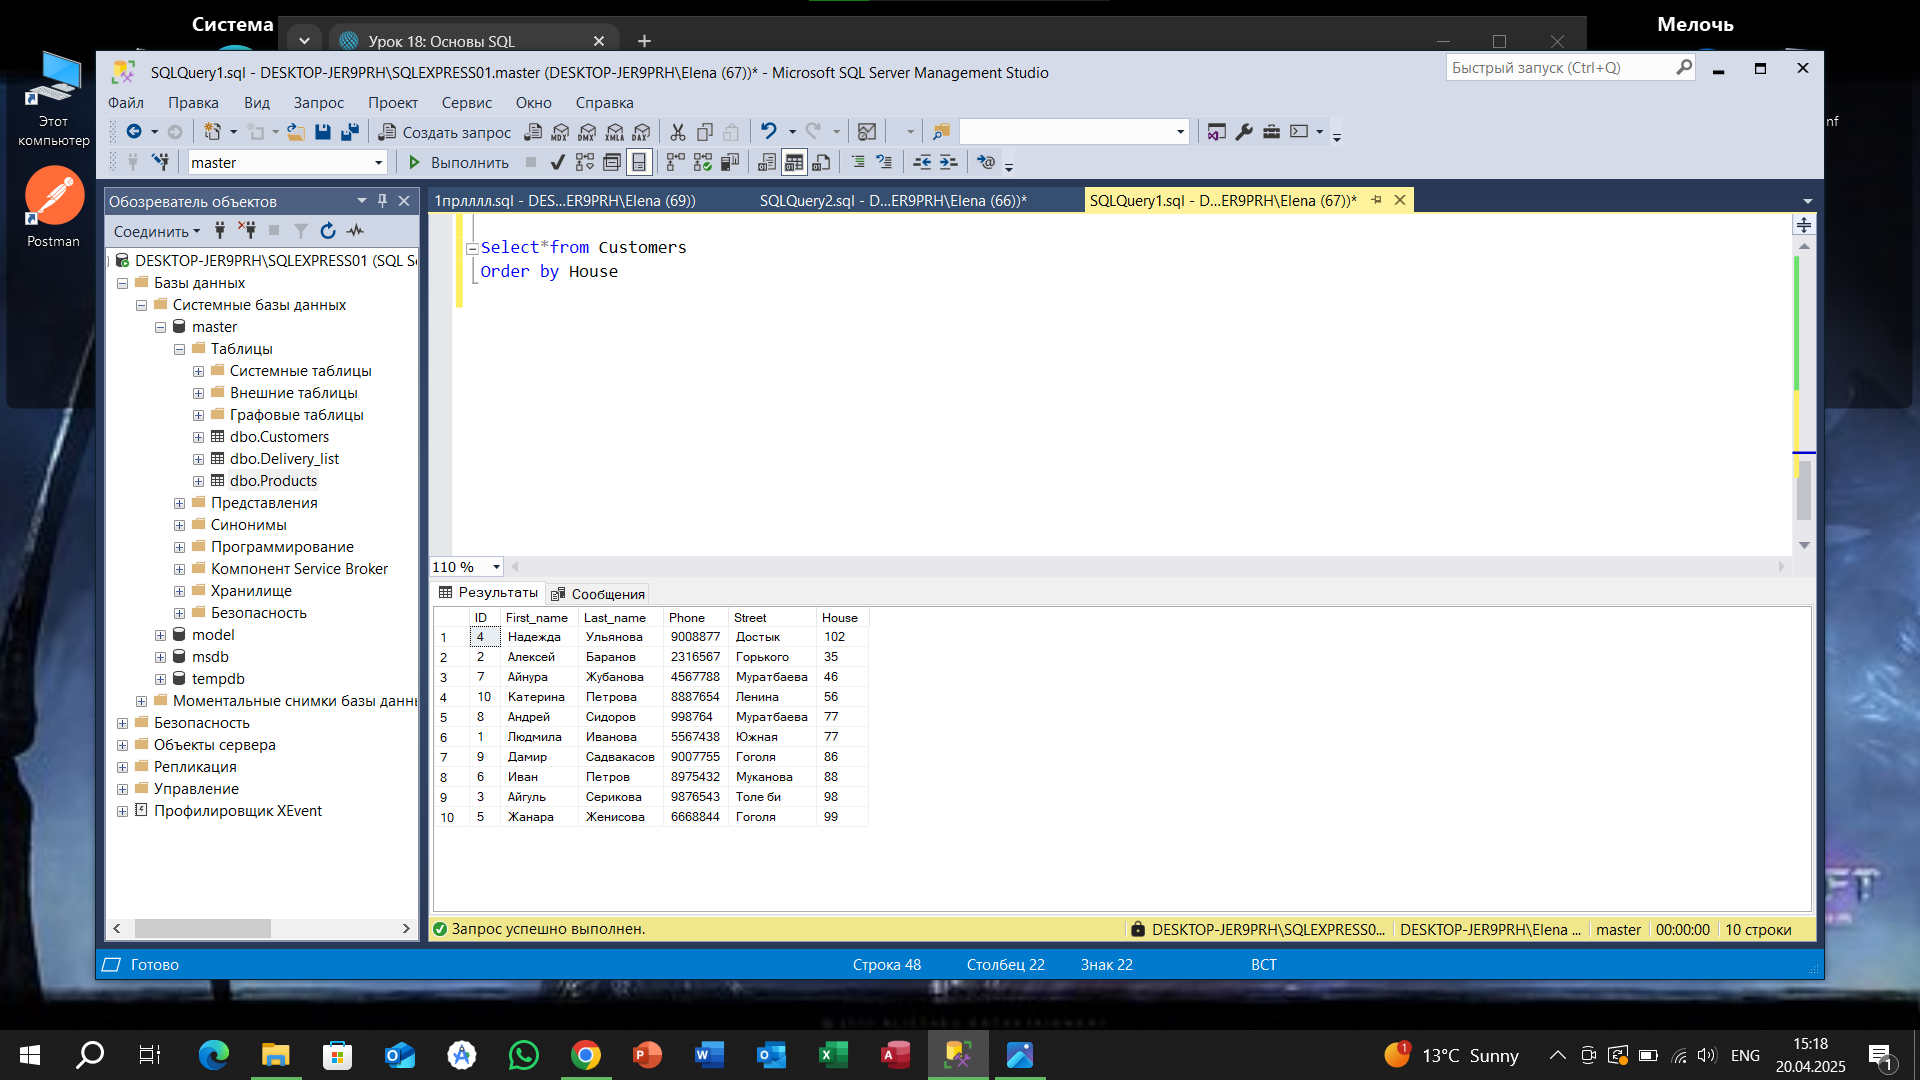 Система
Мелочь
Урок 18: Основы SQL
SQLQuery1.sql - DESKTOP-JER9PRH\SQLEXPRESS01.master (DESKTOP-JER9PRH\Elena (67))* - Microsoft SQL Server Management Studio
Быстрый запуск (Ctrl+Q)
Файл Правка Вид Запрос Проект Сервис Окно Справка
Создать запрос MDX DMX XMLA DAX
master Выполнить
Этот компьютер
Postman
nf
Обозреватель объектов
Соединить
DESKTOP-JER9PRH\SQLEXPRESS01 (SQL Se
Базы данных
Системные базы данных
master
Таблицы
Системные таблицы
Внешние таблицы
Графовые таблицы
dbo.Customers
dbo.Delivery_list
dbo.Products
Представления
Синонимы
Программирование
Компонент Service Broker
Хранилище
Безопасность
model
msdb
tempdb
Моментальные снимки базы данны
Безопасность
Объекты сервера
Репликация
Управление
Профилировщик XEvent
1прлллл.sql - DES...ER9PRH\Elena (69)) SQLQuery2.sql - D...ER9PRH\Elena (66))* SQLQuery1.sql - D...ER9PRH\Elena (67))*
Select*from Customers
Order by House
110 %
Результаты Сообщения
ID First_name Last_name Phone Street House
1 4 Надежда Ульянова 9008877 Достык 102
2 2 Алексей Баранов 2316567 Горького 35
3 7 Айнура Жубанова 4567788 Муратбаева 46
4 10 Катерина Петрова 8887654 Ленина 56
5 8 Андрей Сидоров 998764 Муратбаева 77
6 1 Людмила Иванова 5567438 Южная 77
7 9 Дамир Садвакасов 9007755 Гоголя 86
8 6 Иван Петров 8975432 Муканова 88
9 3 Айгуль Серикова 9876543 Толе би 98
10 5 Жанара Женисова 6668844 Гоголя 99
Запрос успешно выполнен. DESKTOP-JER9PRH\SQLEXPRESS0... DESKTOP-JER9PRH\Elena ... master 00:00:00 10 строки
Готово Строка 48 Столбец 22 Знак 22 ВСТ
1 13°C Sunny ENG 15:18
20.04.2025 1